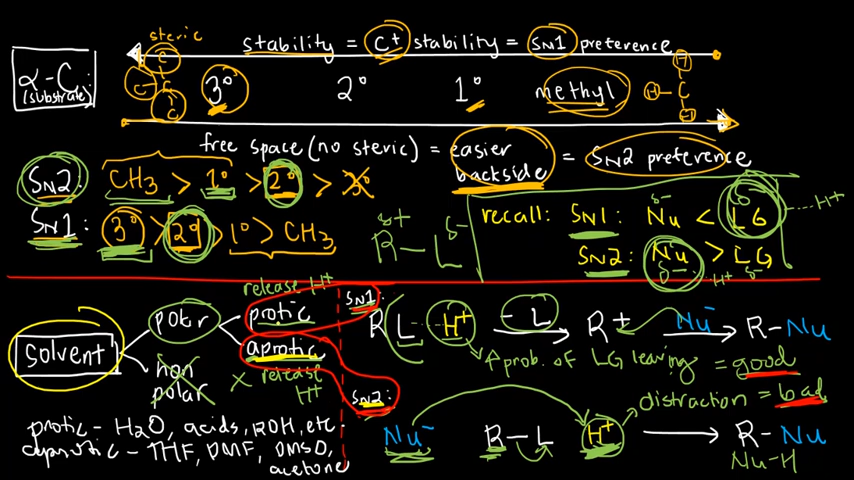 steric
stability = C+ stability = SN1 preference
α-C: (substrate)
C
C- C
C
3° 2° 1° methyl
H
H-C
H
free space (no steric) = easier backside = SN2 preference
SN2: CH3 > 1° > 2° > 3°
SN1: 3° > 2° > 1° > CH3
δ+ δ-
R-L
recall: SN1: Nu δ- < LG δ- ---- H+
SN2: Nu δ- > LG δ-
H+
release H+
Solvent
polar
non polar
protic
aprotic
x release H+
SN1:
R L ---- H+ - L → R+ Nu- → R-Nu
↑ prob. of LG leaving = good
SN2:
distraction = bad
Nu- R-L H+ → R-Nu
Nu-H
protic - H2O, acids, ROH, etc.
aprotic - THF, DMF, DMSO, acetone